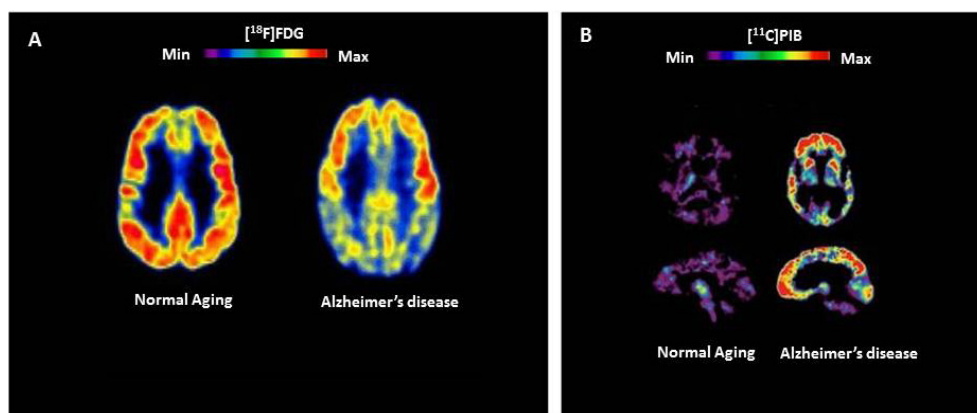 A
[¹⁸F]FDG
Min Max
Normal Aging Alzheimer's disease
B
[¹¹C]PIB
Min Max
Normal Aging Alzheimer's disease